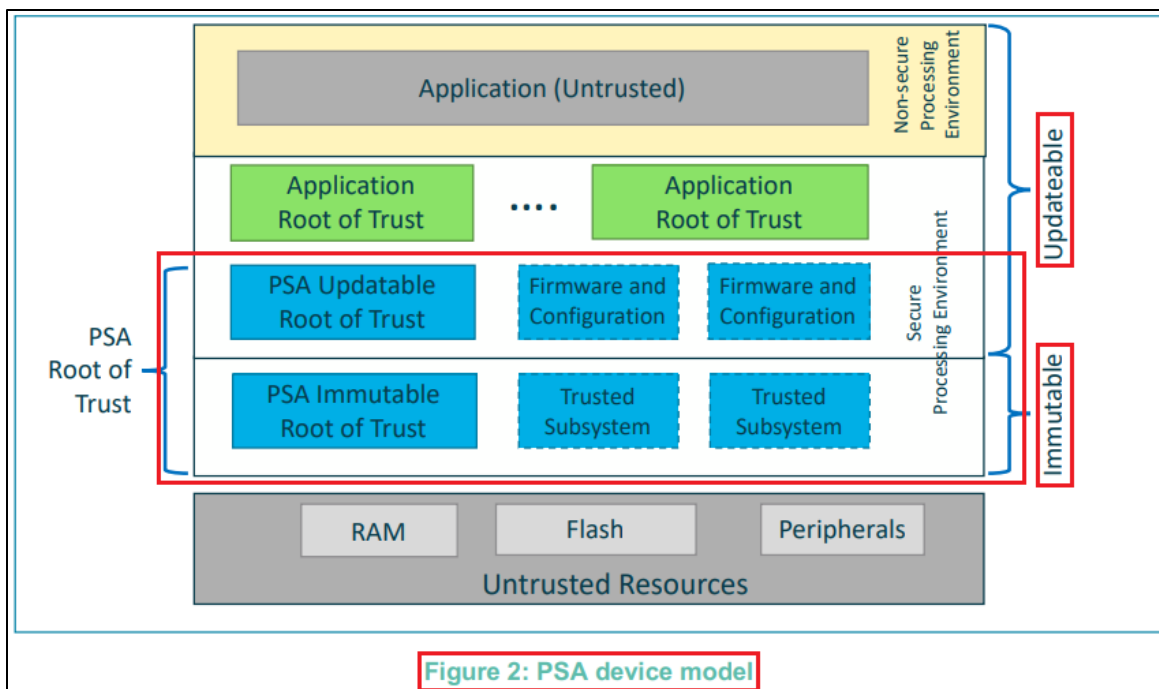 Application (Untrusted)
Non-secure
Processing
Environment
Application
Root of Trust
....
Application
Root of Trust
Updateable
PSA
Root of
Trust
PSA Updatable
Root of Trust
Firmware and
Configuration
Firmware and
Configuration
Secure
Processing Environment
PSA Immutable
Root of Trust
Trusted
Subsystem
Trusted
Subsystem
Immutable
RAM
Flash
Peripherals
Untrusted Resources
Figure 2: PSA device model